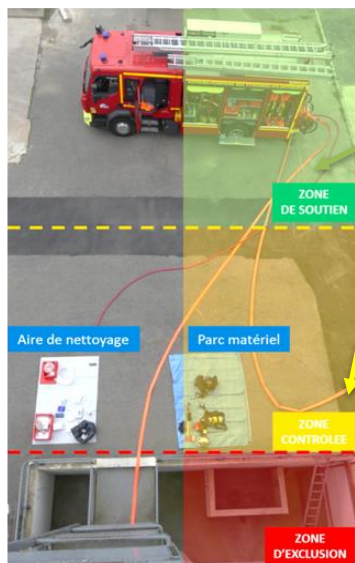 ZONE
DE SOUTIEN
Aire de nettoyage
Parc matériel
ZONE
CONTROLEE
ZONE
D'EXCLUSION